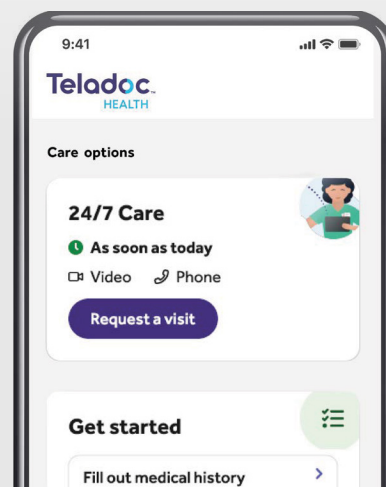 9:41
Teladoc™
HEALTH
Care options
24/7 Care
As soon as today
Video Phone
Request a visit
Get started
Fill out medical history